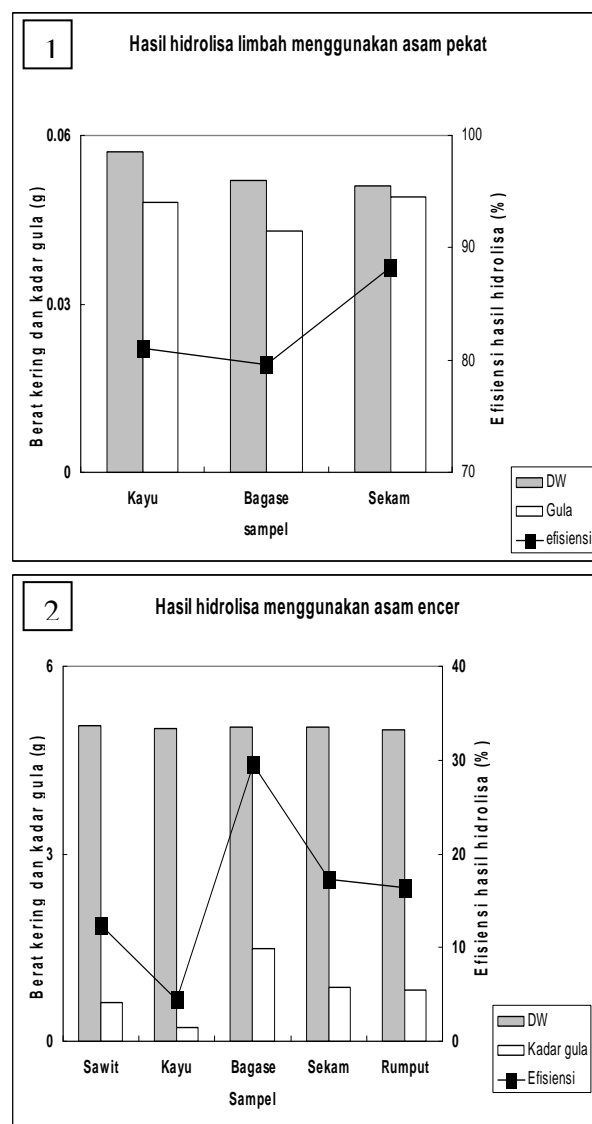 1
Hasil hidrolisa limbah menggunakan asam pekat
0.06
0.03
0
Berat kering dan kadar gula (g)
100
90
80
70
Efisiensi hasil hidrolisa (%)
Kayu Bagase Sekam
sampel
DW
Gula
efisiensi
2
Hasil hidrolisa menggunakan asam encer
6
3
0
Berat kering dan kadar gula (g)
40
30
20
10
0
Efisiensi hasil hidrolisa (%)
Sawit Kayu Bagase Sekam Rumput
Sampel
DW
Kadar gula
Efisiensi